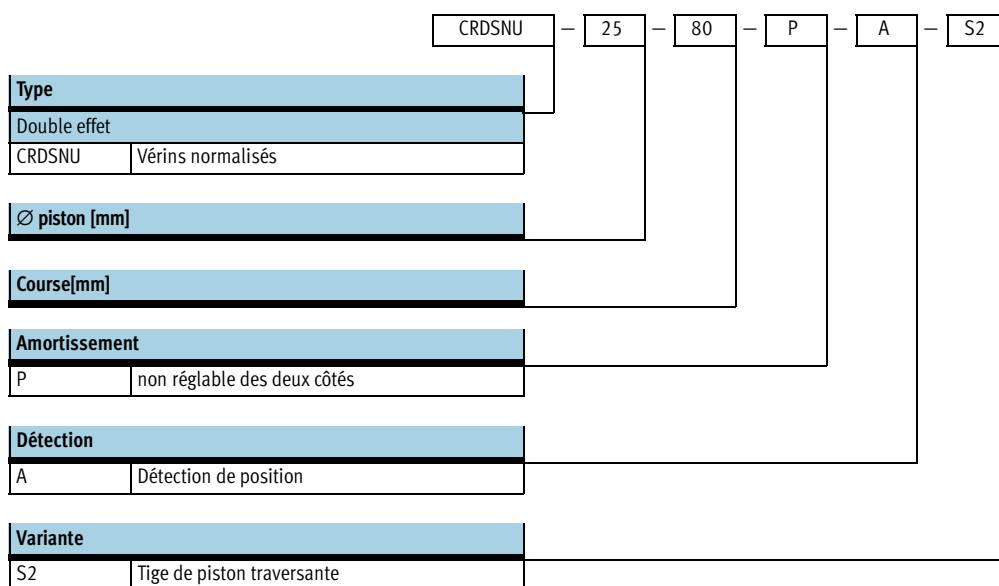 CRDSNU – 25 – 80 – P – A – S2
Type
Double effet
CRDSNU Vérins normalisés
∅ piston [mm]
Course[mm]
Amortissement
P non réglable des deux côtés
Détection
A Détection de position
Variante
S2 Tige de piston traversante